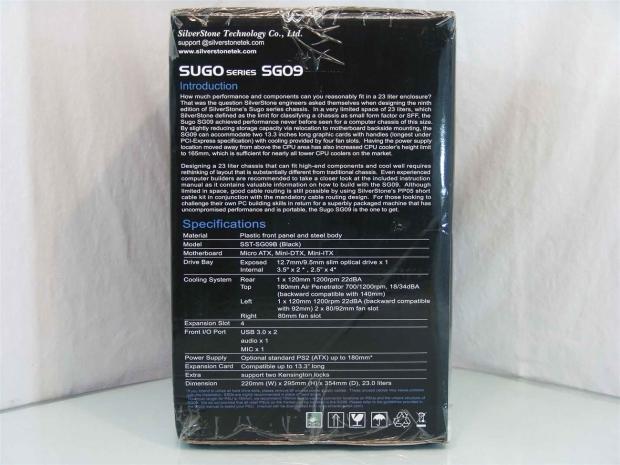 SilverStone Technology Co., Ltd.
support @silverstonetek.com
www.silverstonetek.com
SUGO SERIES SG09
Introduction
How much performance and components can you reasonably fit in a 23 liter enclosure?
That was the question SilverStone engineers asked themselves when designing the ninth
edition of SilverStone's Sugo series chassis. In a very limited space of 23 liters, which
SilverStone defined as the limit for classifying a chassis as small form factor or SFF, the
Sugo SG09 achieved performance never before seen for a computer chassis of this size.
By slightly reducing storage capacity via relocation to motherboard backside mounting, the
SG09 can accommodate two 13.3 inches long graphic cards with handles (longest under
PCI-Express specification) with cooling provided by four fan slots. Having the power supply
location moved away from above the CPU area has also increased CPU cooler's height limit
to 165mm, which is sufficient for nearly all tower CPU coolers on the market.
Designing a 23 liter chassis that can fit high-end components and cool well requires
rethinking of layout that is substantially different from traditional chassis. Even experienced
computer builders are recommended to take a closer look at the included instruction
manual as it contains valuable information on how to build with the SG09. Although
limited in space, good cable routing is still possible by using SilverStone's PP05 short
cable kit in conjunction with the mandatory cable routing design. For those looking to
challenge their own PC building skills in return for a superbly packaged machine that has
uncompromised performance and is portable, the Sugo SG09 is the one to get.
Specifications
Material Plastic front panel and steel body
Model SST-SG09B (Black)
Motherboard Micro ATX, Mini-DTX, Mini-ITX
Drive Bay Exposed 12.7mm/9.5mm slim optical drive x 1
Internal 3.5" x 2 * , 2.5" x 4*
Cooling System Rear 1 x 120mm 1200rpm 22dBA
Top 180mm Air Penetrator 700/1200rpm, 18/34dBA
(backward compatible with 140mm)
Left 1 x 120mm 1200rpm 22dBA (backward compatible
with 92mm) 2 x 80/92mm fan slot
Right 80mm fan slot
Expansion Slot 4
Front I/O Port USB 3.0 x 2
audio x 1
MIC x 1
Power Supply Optional standard PS2 (ATX) up to 180mm*
Expansion Card Compatible up to 13.3" long
Extra support two Kensington locks
Dimension 220mm (W) x 295mm (H) x 354mm (D), 23.0 liters